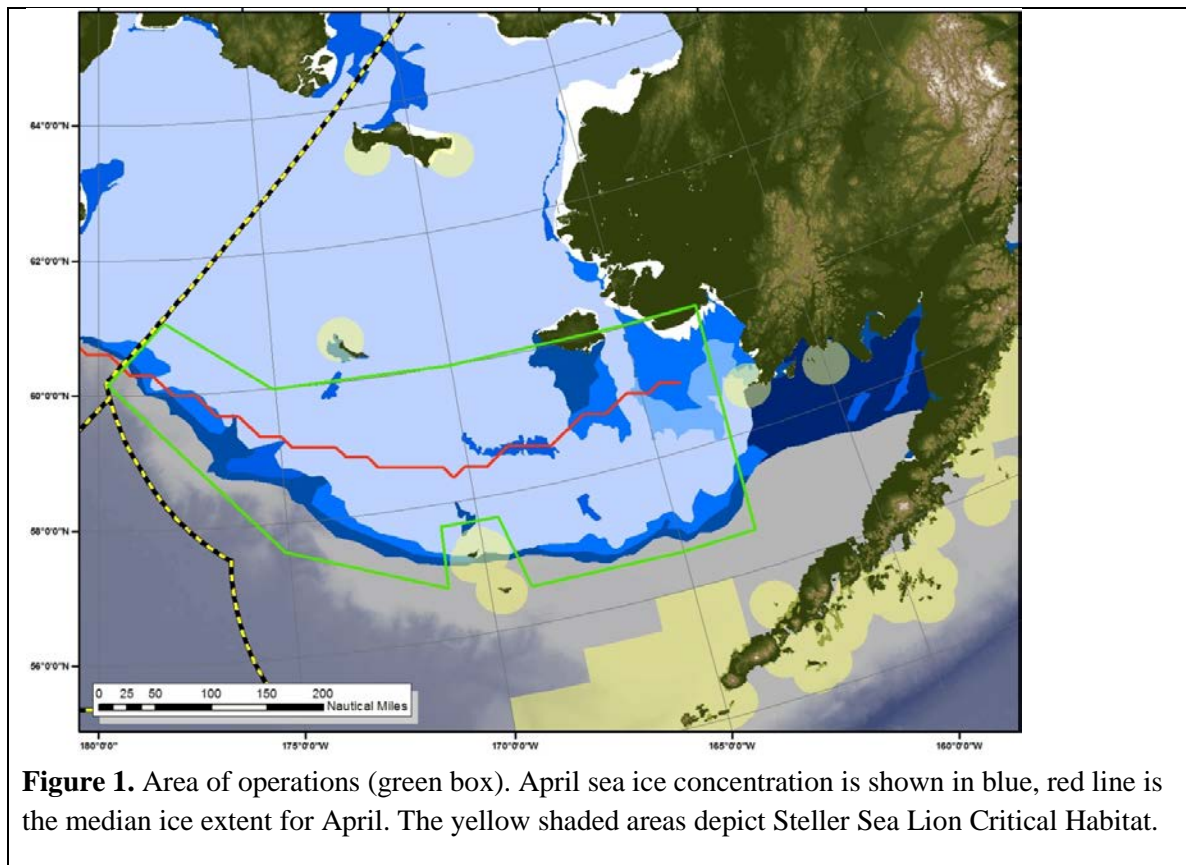 64°0'0"N
62°0'0"N
60°0'0"N
58°0'0"N
56°0'0"N
0 25 50 100 150 200
Nautical Miles
180°0'0" 175°0'0"W 170°0'0"W 165°0'0"W 160°0'0"W
Figure 1. Area of operations (green box). April sea ice concentration is shown in blue, red line is
the median ice extent for April. The yellow shaded areas depict Steller Sea Lion Critical Habitat.